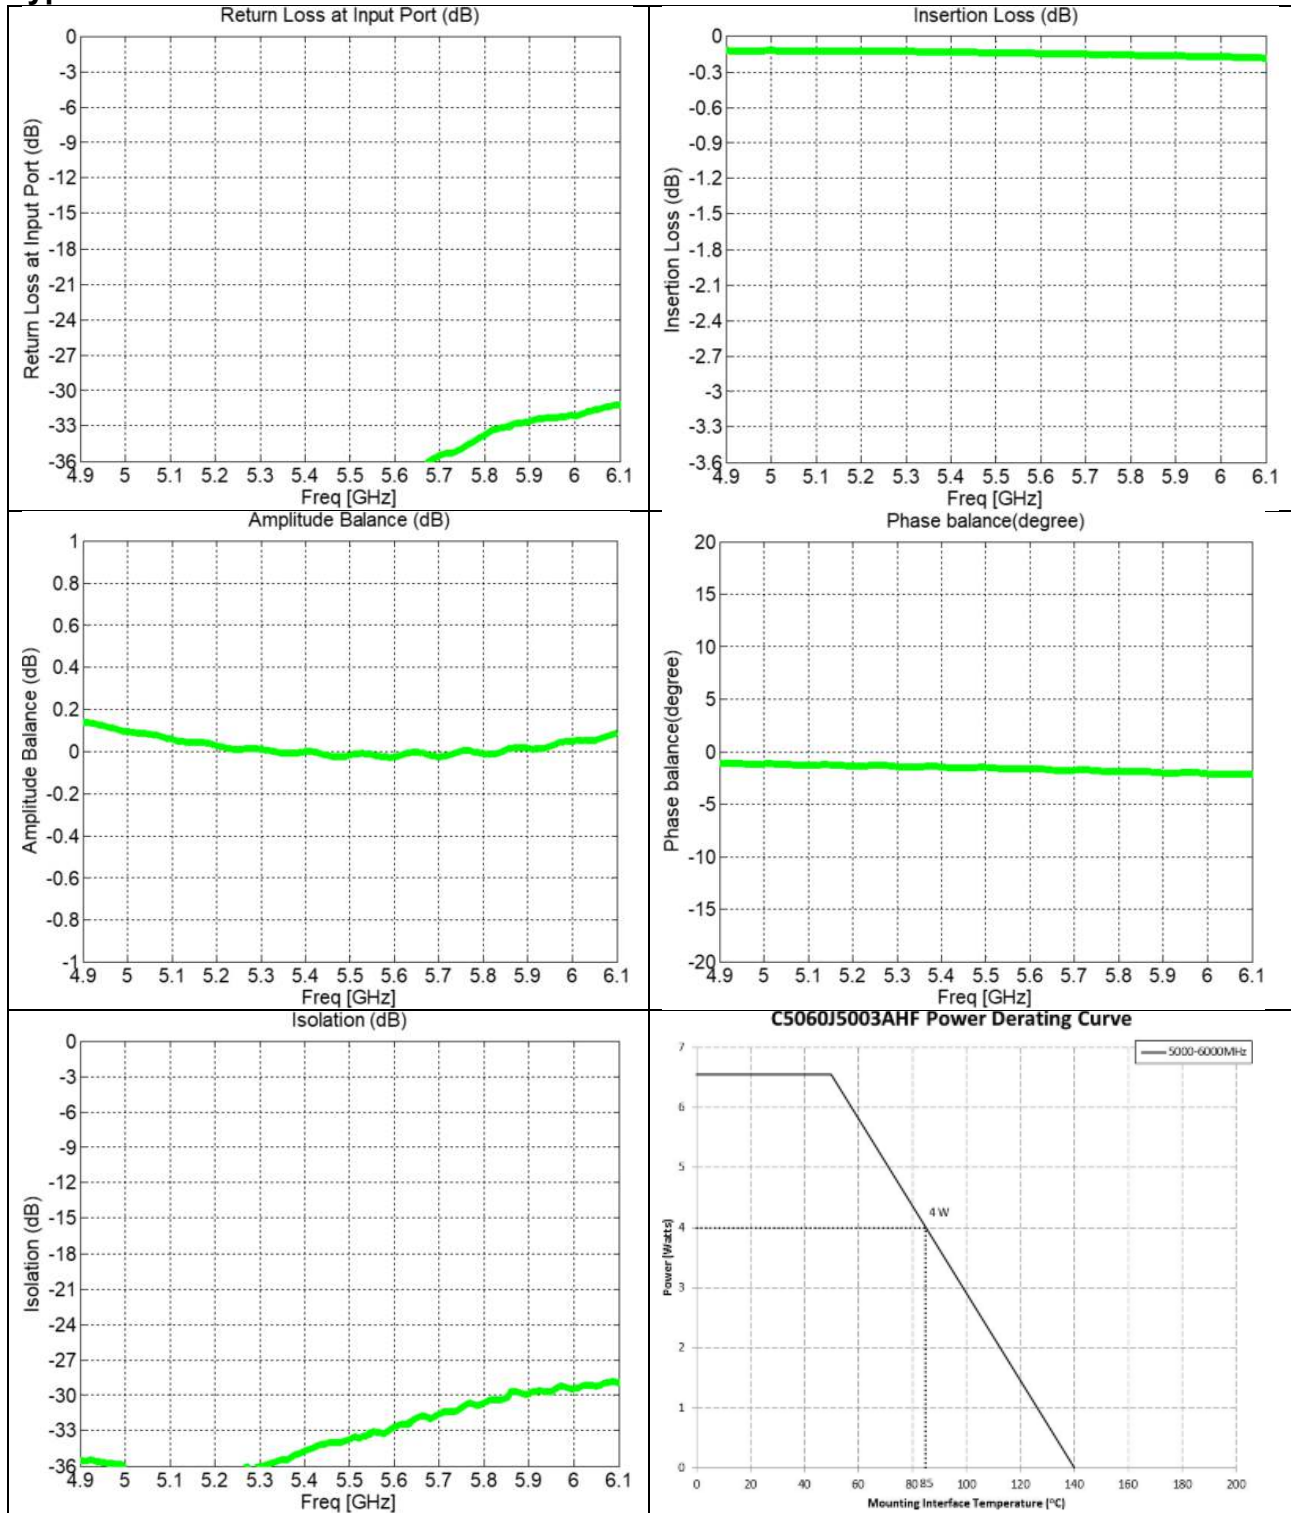 Return Loss at Input Port (dB)
Return Loss at Input Port (dB)
0
-3
-6
-9
-12
-15
-18
-21
-24
-27
-30
-33
-36
4.9 5 5.1 5.2 5.3 5.4 5.5 5.6 5.7 5.8 5.9 6 6.1
Freq [GHz]
Insertion Loss (dB)
Insertion Loss (dB)
0
-0.3
-0.6
-0.9
-1.2
-1.5
-1.8
-2.1
-2.4
-2.7
-3
-3.3
-3.6
4.9 5 5.1 5.2 5.3 5.4 5.5 5.6 5.7 5.8 5.9 6 6.1
Freq [GHz]
Amplitude Balance (dB)
Amplitude Balance (dB)
1
0.8
0.6
0.4
0.2
0
-0.2
-0.4
-0.6
-0.8
-1
4.9 5 5.1 5.2 5.3 5.4 5.5 5.6 5.7 5.8 5.9 6 6.1
Freq [GHz]
Phase balance(degree)
Phase balance(degree)
20
15
10
5
0
-5
-10
-15
-20
4.9 5 5.1 5.2 5.3 5.4 5.5 5.6 5.7 5.8 5.9 6 6.1
Freq [GHz]
Isolation (dB)
Isolation (dB)
0
-3
-6
-9
-12
-15
-18
-21
-24
-27
-30
-33
-36
4.9 5 5.1 5.2 5.3 5.4 5.5 5.6 5.7 5.8 5.9 6 6.1
Freq [GHz]
C5060J5003AHF Power Derating Curve
5000-6000MHz
Power (Watts)
7
6
5
4
3
2
1
0
4 W
0 20 40 60 80 85 100 120 140 160 180 200
Mounting Interface Temperature (°C)